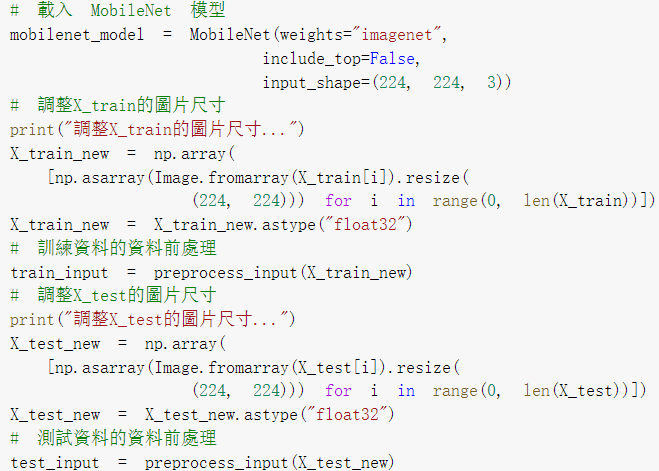 # 載入 MobileNet 模型
mobilenet_model = MobileNet(weights="imagenet",
                            include_top=False,
                            input_shape=(224, 224, 3))
# 調整X_train的圖片尺寸
print("調整X_train的圖片尺寸...")
X_train_new = np.array(
    [np.asarray(Image.fromarray(X_train[i]).resize(
                    (224, 224))) for i in range(0, len(X_train))])
X_train_new = X_train_new.astype("float32")
# 訓練資料的資料前處理
train_input = preprocess_input(X_train_new)
# 調整X_test的圖片尺寸
print("調整X_test的圖片尺寸...")
X_test_new = np.array(
    [np.asarray(Image.fromarray(X_test[i]).resize(
                    (224, 224))) for i in range(0, len(X_test))])
X_test_new = X_test_new.astype("float32")
# 測試資料的資料前處理
test_input = preprocess_input(X_test_new)